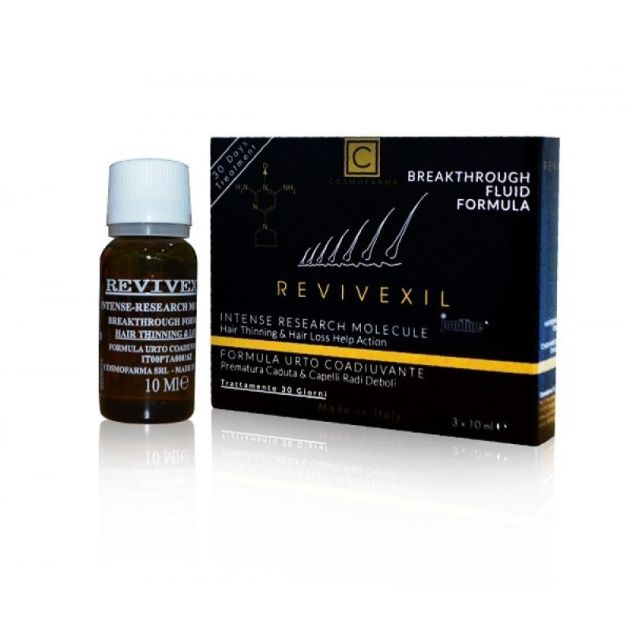 30 Days
Treatment
C
COSMOFARMA
BREAKTHROUGH
FLUID
FORMULA
O
NH₂
N
REVIVEXIL
INTENSE RESEARCH MOLECULE
Hair Thinning & Hair Loss Help Action
FORMULA URTO COADIUVANTE
Prematura Caduta & Capelli Radi Deboli
Trattamento 30 Giorni
Made in Italy
3 x 10 ml e
REVIVEX
INTENSE-RESEARCH MO
BREAKTHROUGH FORM
HAIR THINNING &
FORMULA URTO COADIUVA
COSMOFARMA SRL - MADE
10 Ml e